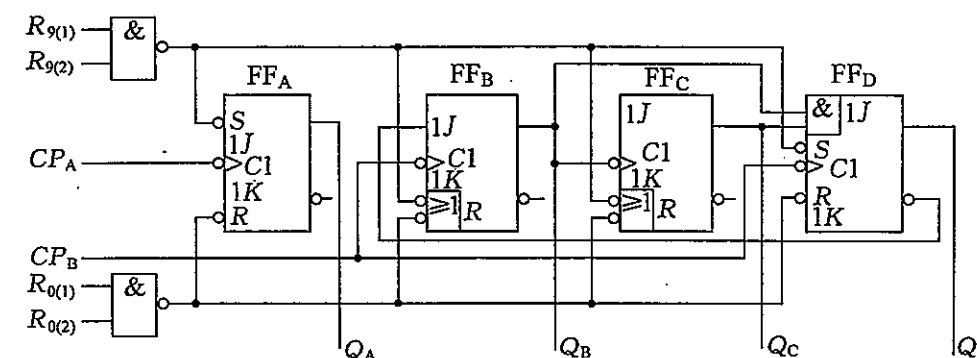 R9(1)
R9(2)
&
FFA
FFB
FFC
FFD
S
1J
C1
1K
R
1J
C1
1K
≥1
R
1J
C1
1K
≥1
R
&
1J
S
C1
R
1K
CPA
CPB
R0(1)
R0(2)
&
QA
QB
QC
Q